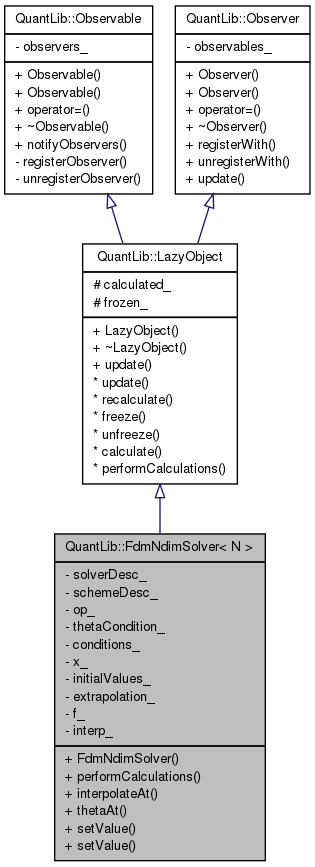 QuantLib::Observable
- observers_
+ Observable()
+ Observable()
+ operator=()
+ ~Observable()
+ notifyObservers()
- registerObserver()
- unregisterObserver()
QuantLib::Observer
- observables_
+ Observer()
+ Observer()
+ operator=()
+ ~Observer()
+ registerWith()
+ unregisterWith()
+ update()
QuantLib::LazyObject
# calculated_
# frozen_
+ LazyObject()
+ ~LazyObject()
+ update()
* update()
* recalculate()
* freeze()
* unfreeze()
* calculate()
* performCalculations()
QuantLib::FdmNdimSolver< N >
- solverDesc_
- schemeDesc_
- op_
- thetaCondition_
- conditions_
- x_
- initialValues_
- extrapolation_
- f_
- interp_
+ FdmNdimSolver()
+ performCalculations()
+ interpolateAt()
+ thetaAt()
+ setValue()
+ setValue()